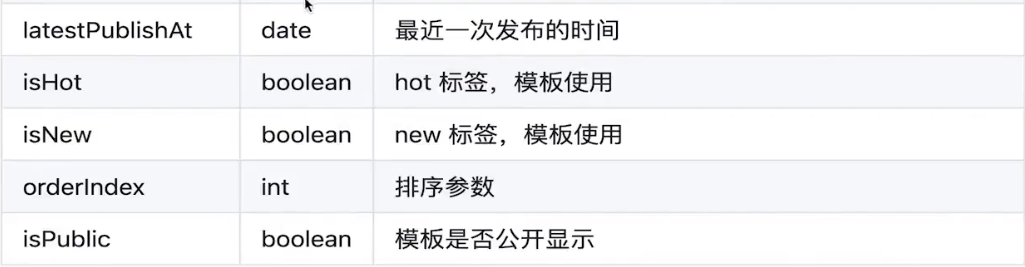 latestPublishAt date 最近一次发布的时间
isHot boolean hot 标签，模板使用
isNew boolean new 标签，模板使用
orderIndex int 排序参数
isPublic boolean 模板是否公开显示